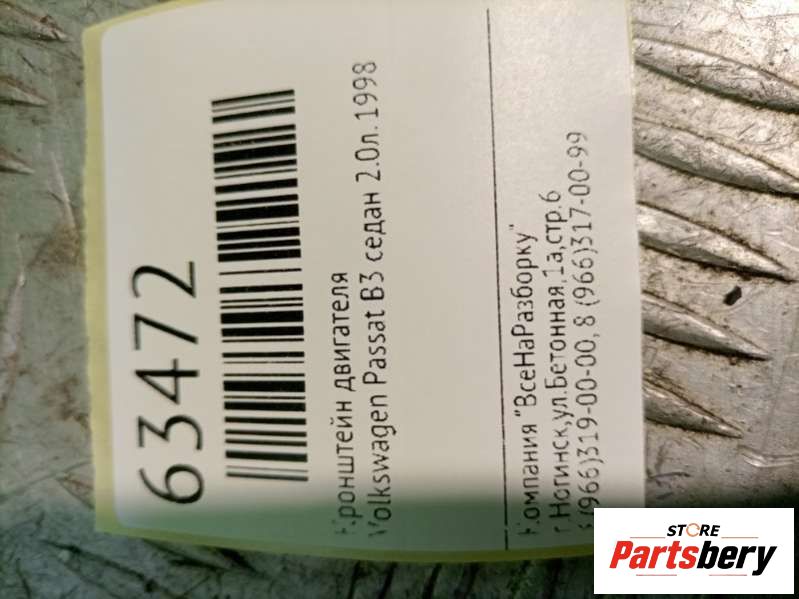 63472
Кронштейн двигателя
Volkswagen Passat B3 седан 2.0л. 1998
Компания "ВсеНаРазборку"
г.Ногинск,ул.Бетонная,1а,стр.6
8 (966)319-00-00, 8 (966)317-00-99
STORE
Partsbery